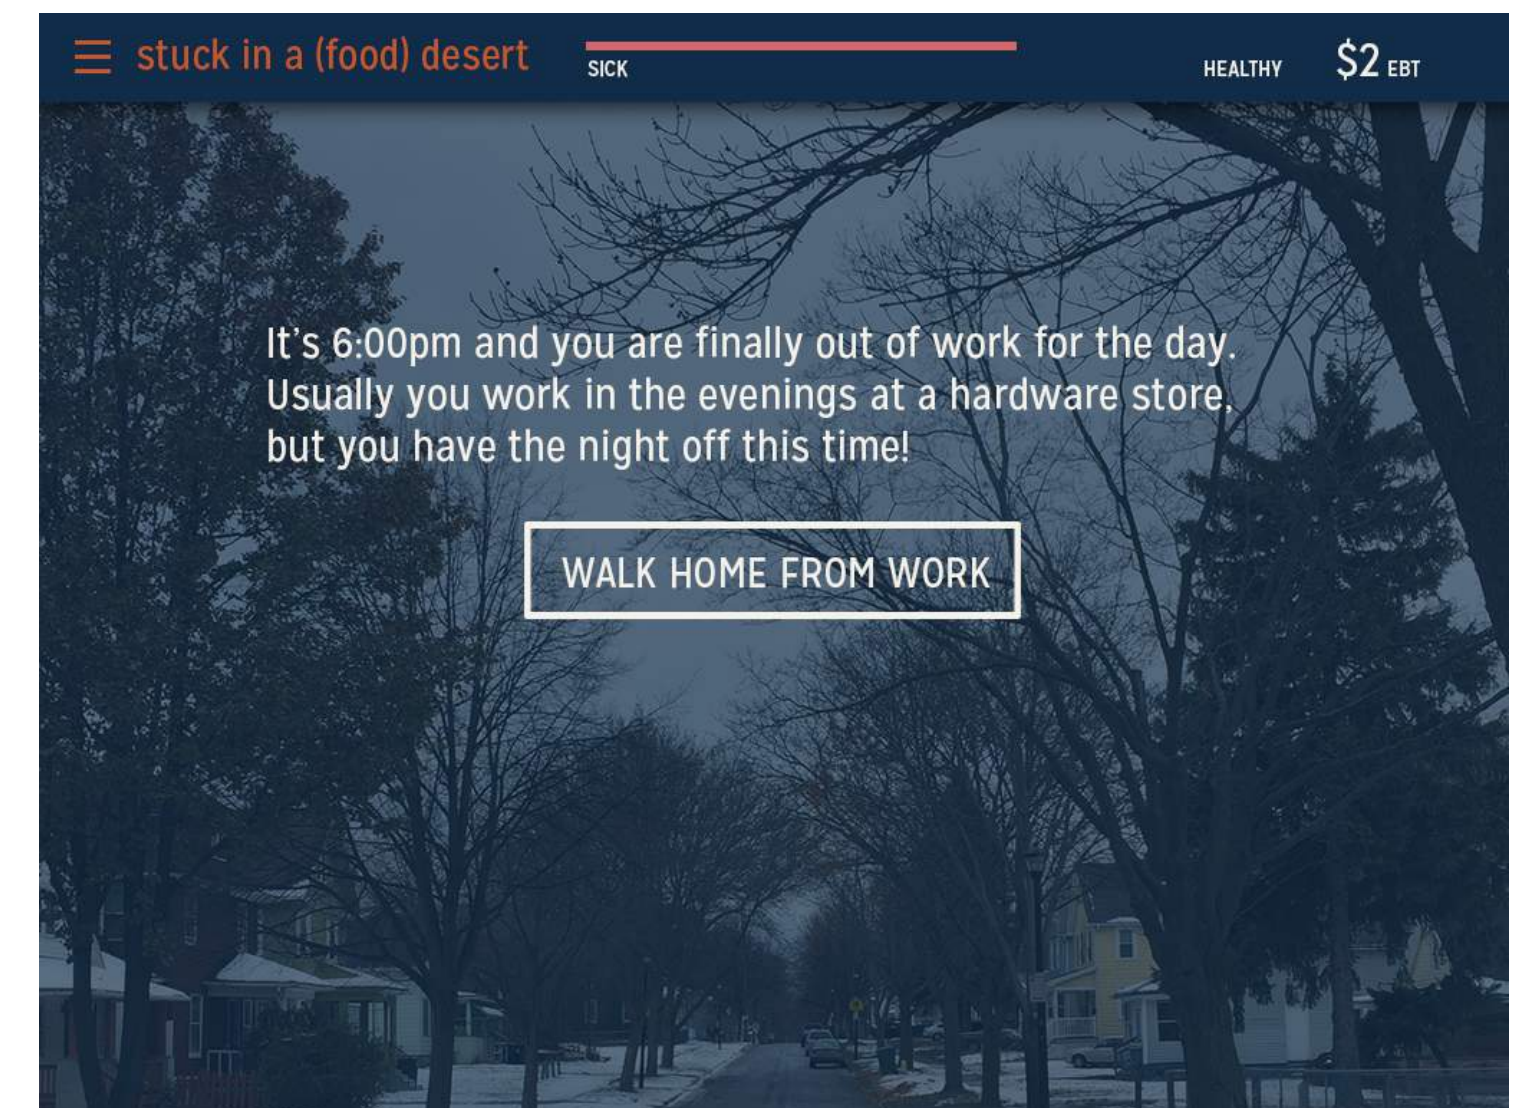 stuck in a (food) desert
SICK
HEALTHY
$2 EBT
It's 6:00pm and you are finally out of work for the day.
Usually you work in the evenings at a hardware store,
but you have the night off this time!
WALK HOME FROM WORK